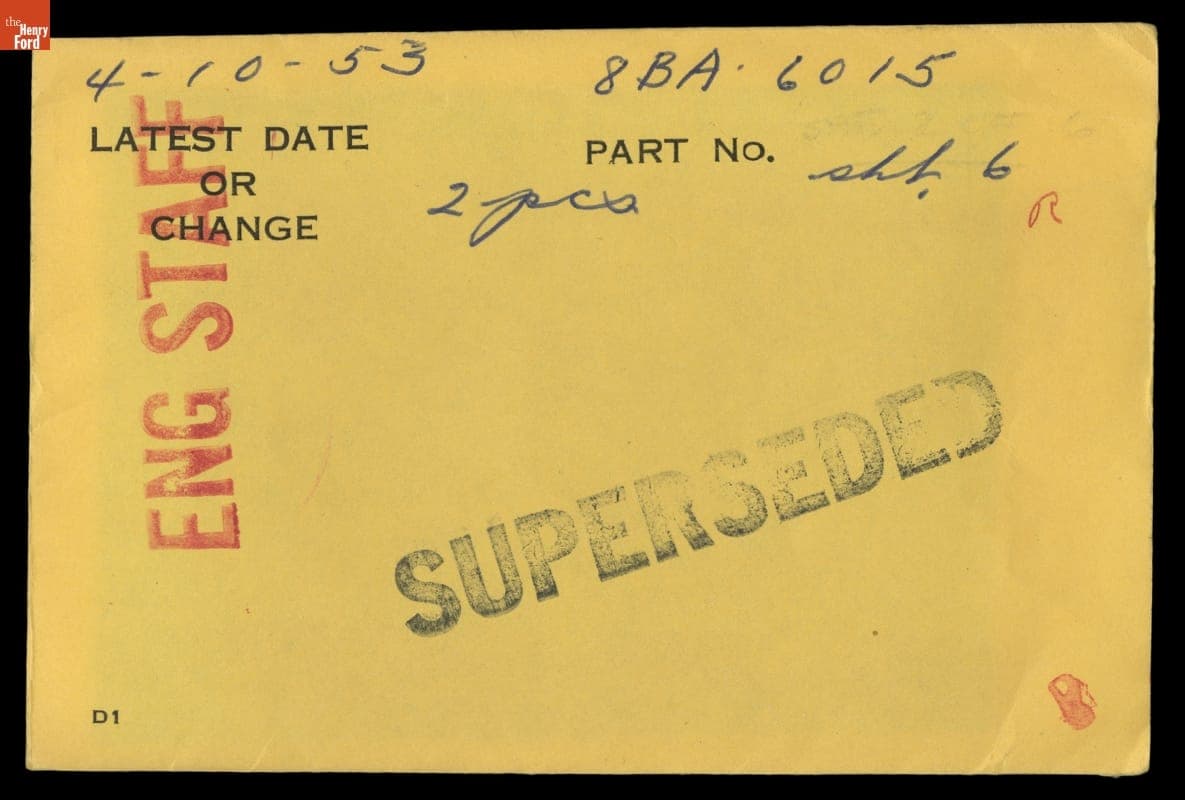 the
Henry
Ford
4-10-53
8BA-6015
LATEST DATE
OR
CHANGE
PART No.
sht. 6
2 pcs
R
ENG STAFF
SUPERSEDED
D1